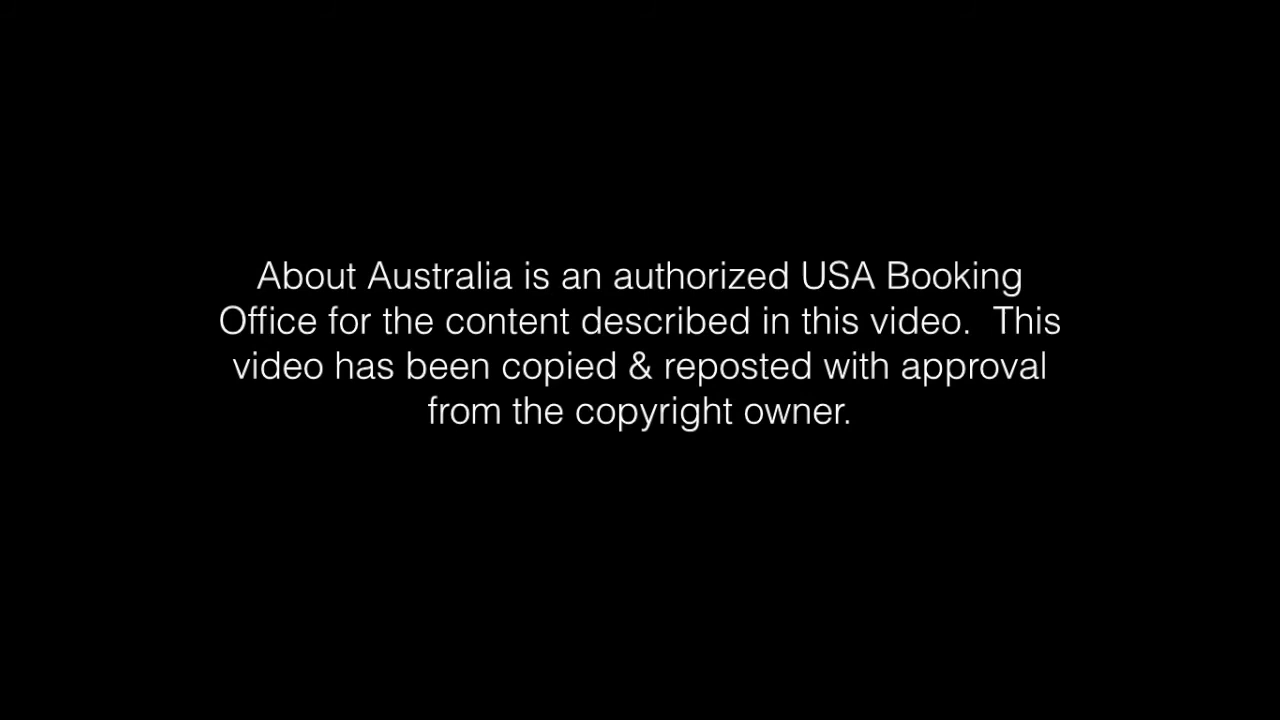 About Australia is an authorized USA Booking
Office for the content described in this video.  This
video has been copied & reposted with approval
from the copyright owner.